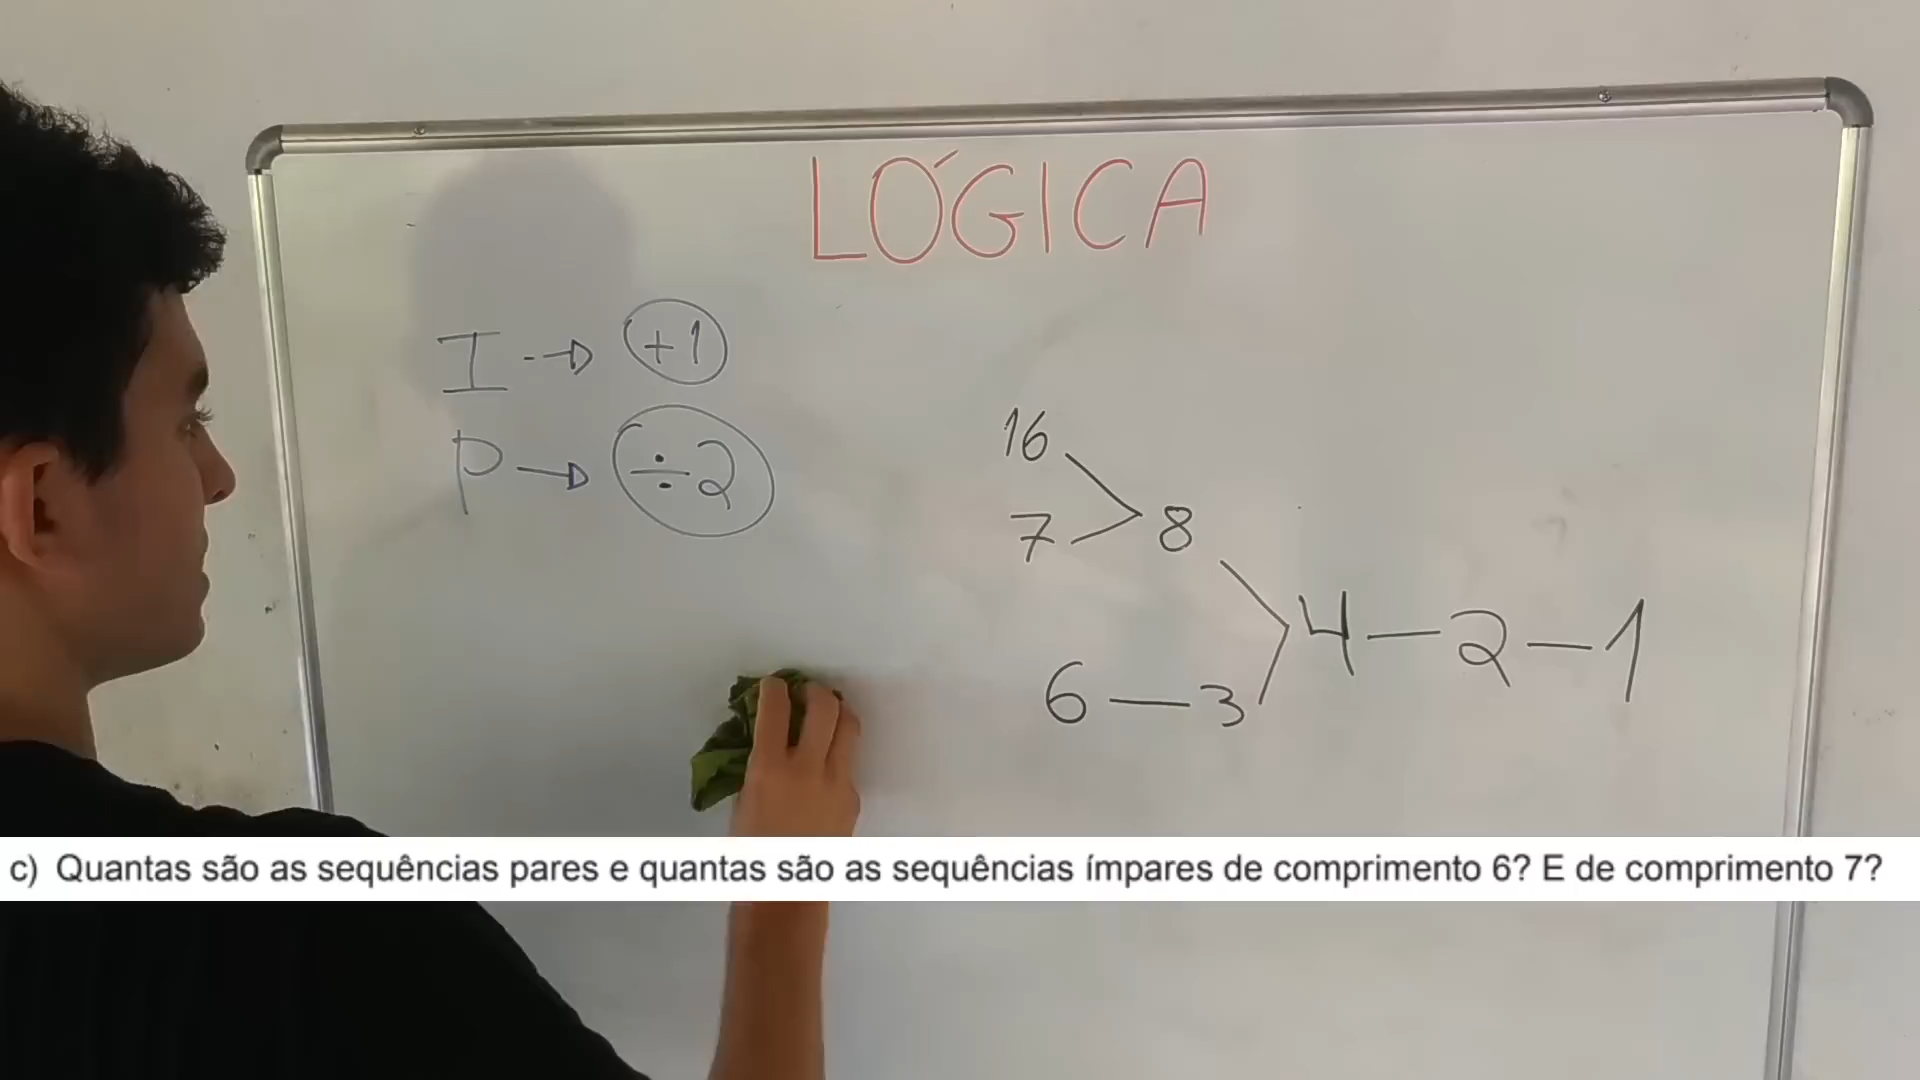 LÓGICA
I → +1
P → ÷2
16
7 8
4 — 2 — 1
6 — 3
c) Quantas são as sequências pares e quantas são as sequências ímpares de comprimento 6? E de comprimento 7?